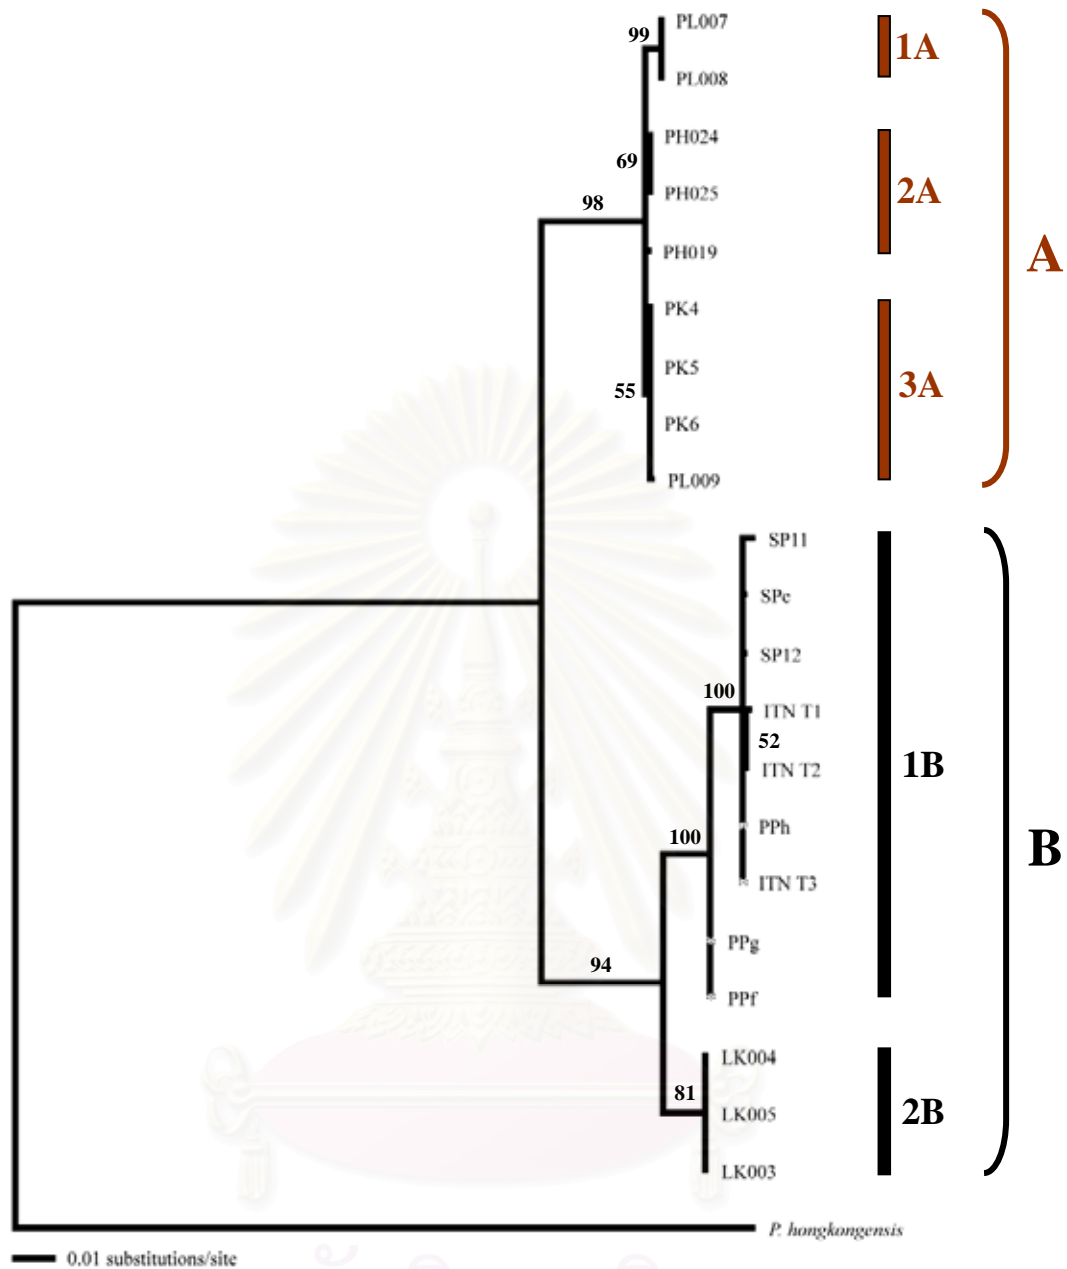 PL007
99
1A
PL008
PH024
69
2A
PH025
98
PH019
A
PK4
PK5
3A
55
PK6
PL009
SP11
SPc
SP12
100
ITN T1
52
1B
ITN T2
PPh
100
B
ITN T3
PPg
94
PPf
LK004
81
2B
LK005
LK003
P. hongkongensis
0.01 substitutions/site